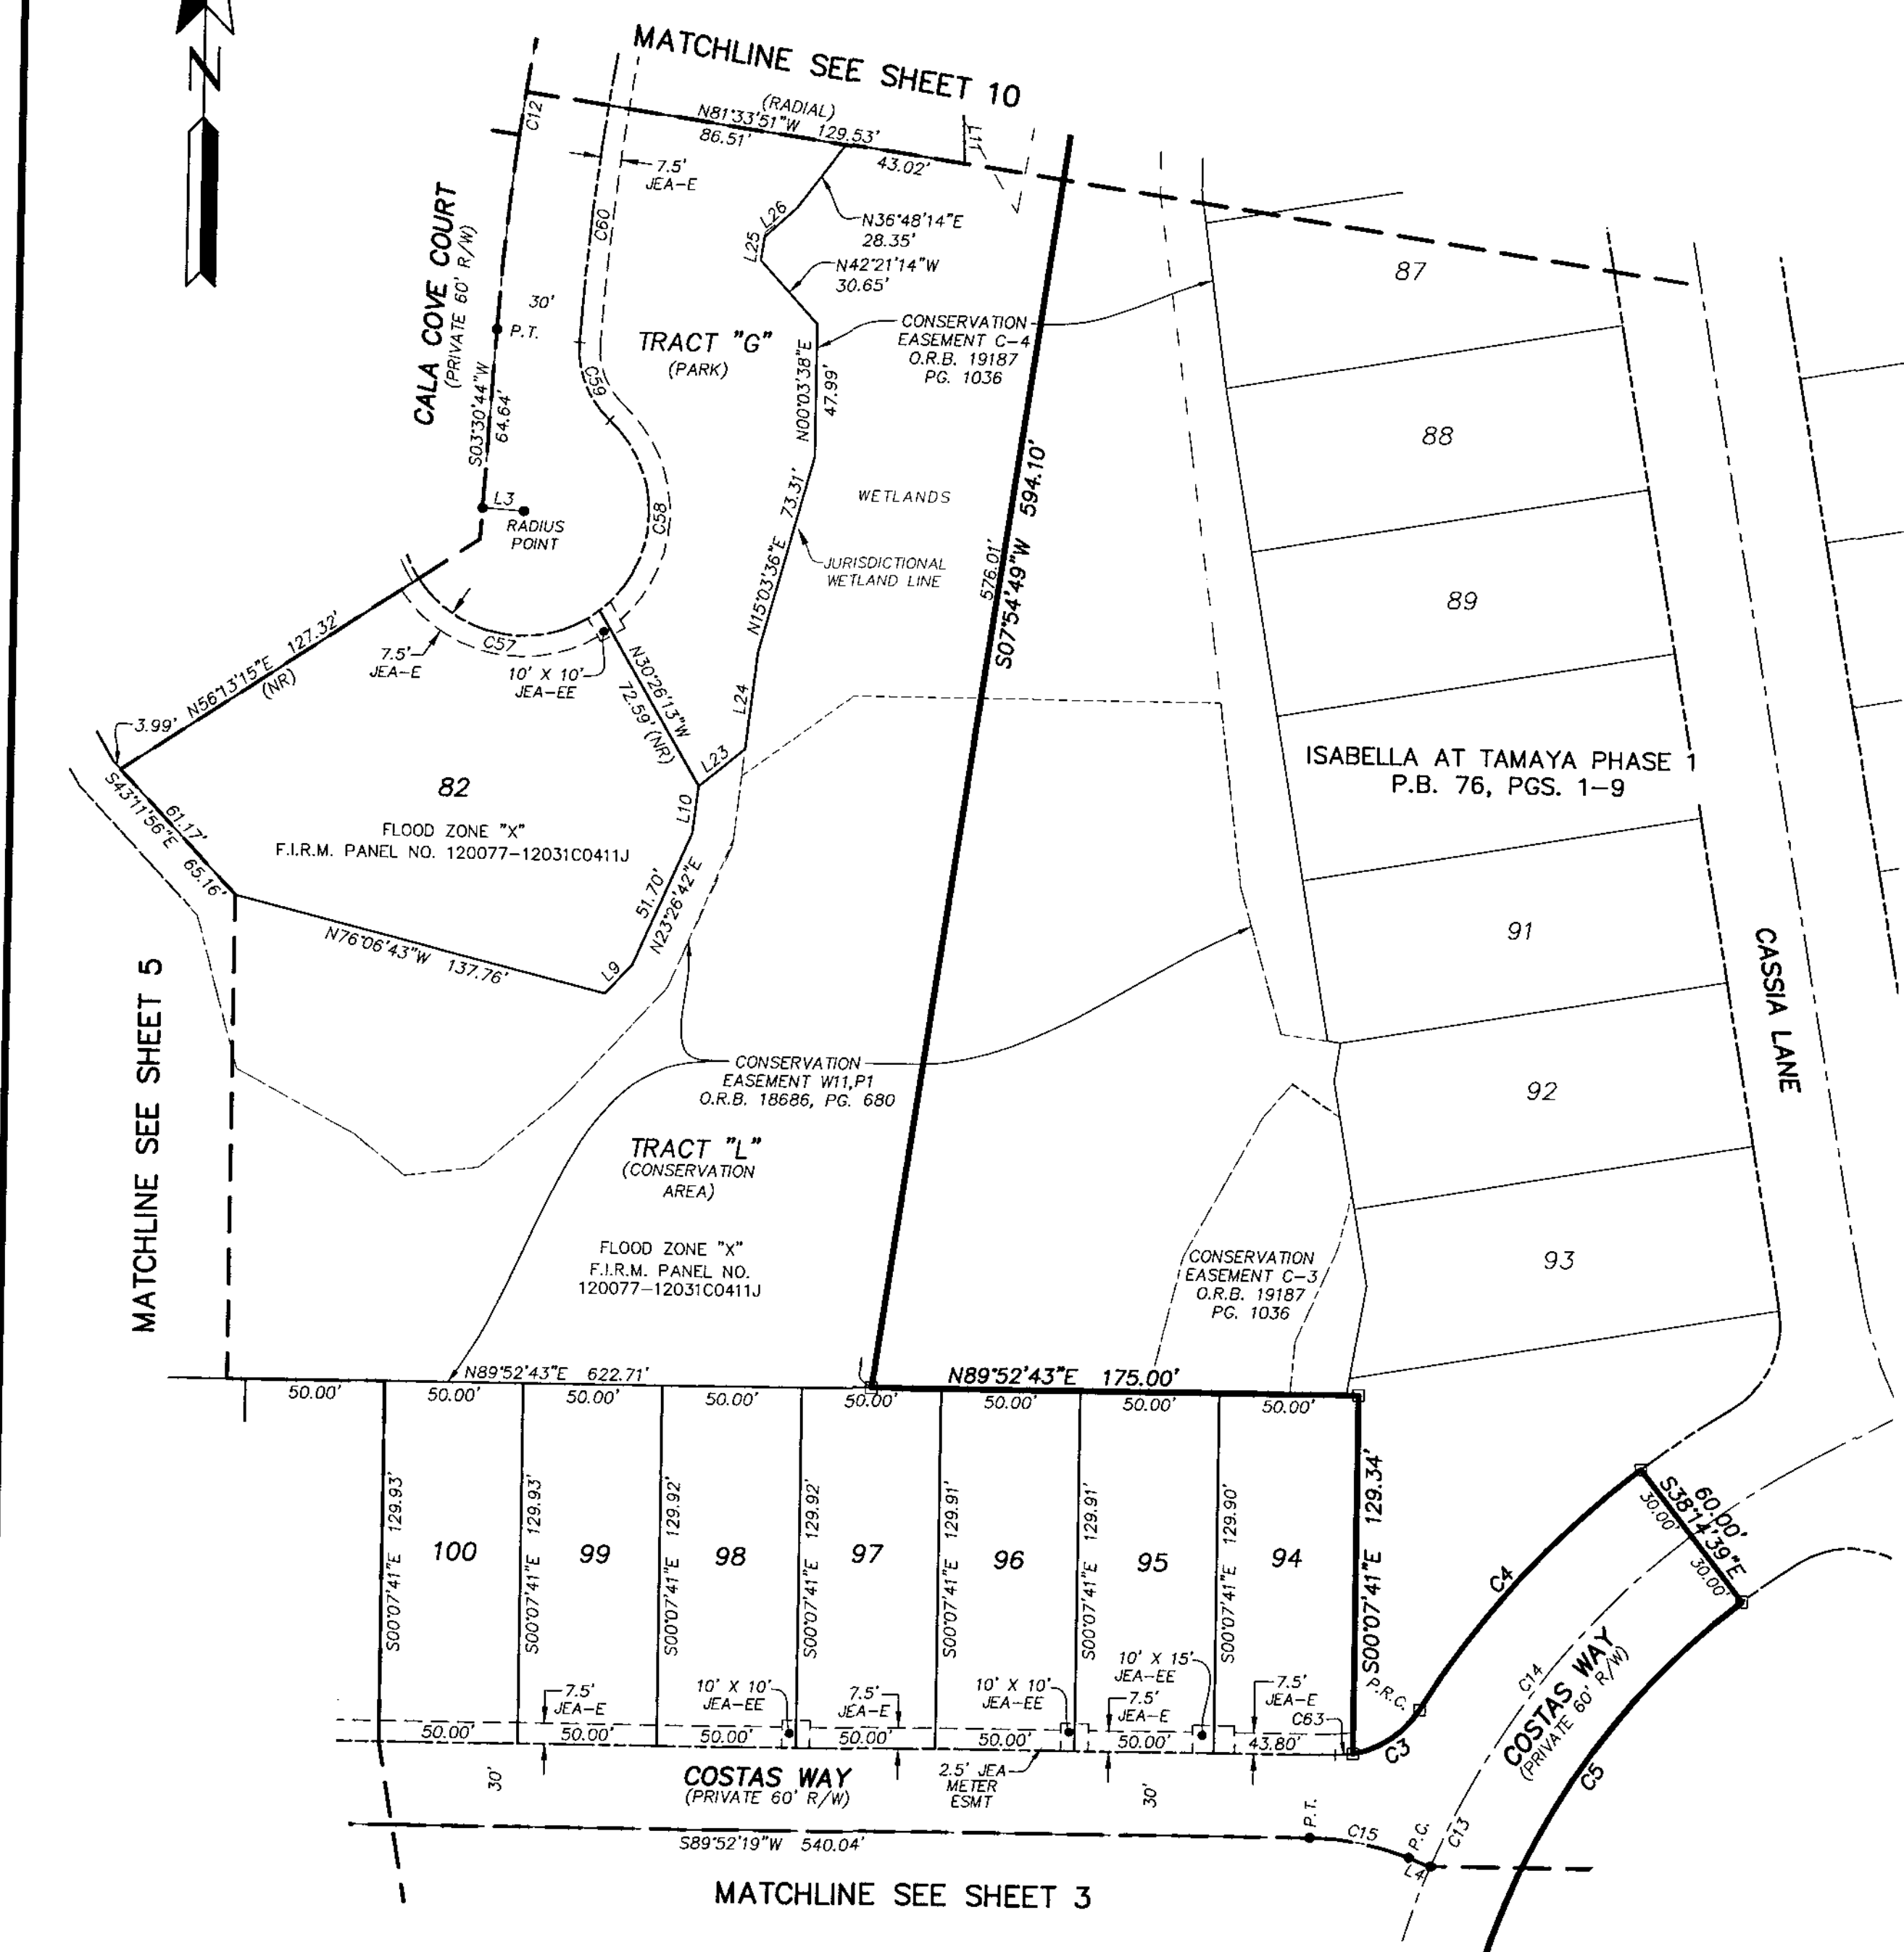 N
MATCHLINE SEE SHEET 10
(RADIAL)
N81°33'51"W 129.53'
86.51'
43.02'
C12
L11
7.5'
JEA-E
C60
CALA COVE COURT
(PRIVATE 60' R/W)
30'
P.T.
S03°30'44"W
64.64'
L26
L25
N36°48'14"E
28.35'
N42°21'14"W
30.65'
TRACT "G"
(PARK)
CONSERVATION
EASEMENT C-4
O.R.B. 19187
PG. 1036
N00°03'38"E
47.99'
C59
L3
RADIUS
POINT
C58
WETLANDS
N15°03'36"E 73.31'
JURISDICTIONAL
WETLAND LINE
576.01'
S07°54'49"W 594.10'
87
88
89
ISABELLA AT TAMAYA PHASE 1
P.B. 76, PGS. 1-9
91
92
93
CASSIA LANE
N56°13'15"E 127.32'
(NR)
3.99'
7.5'
JEA-E
C57
10' X 10'
JEA-EE
N30°26'13"W
72.59' (NR)
L24
L23
L10
S43°11'56"E 65.16'
61.17'
82
FLOOD ZONE "X"
F.I.R.M. PANEL NO. 120077-12031C0411J
51.70'
N23°26'42"E
L9
N76°06'43"W 137.76'
MATCHLINE SEE SHEET 5
CONSERVATION
EASEMENT W11,P1
O.R.B. 18686, PG. 680
TRACT "L"
(CONSERVATION
AREA)
FLOOD ZONE "X"
F.I.R.M. PANEL NO.
120077-12031C0411J
CONSERVATION
EASEMENT C-3
O.R.B. 19187
PG. 1036
N89°52'43"E 622.71'
N89°52'43"E 175.00'
50.00'
50.00'
50.00'
50.00'
50.00'
50.00'
50.00'
50.00'
S00°07'41"E 129.93'
100
S00°07'41"E 129.93'
99
S00°07'41"E 129.92'
98
S00°07'41"E 129.92'
97
S00°07'41"E 129.91'
96
S00°07'41"E 129.91'
95
S00°07'41"E 129.90'
94
S00°07'41"E 129.34'
7.5'
JEA-E
10' X 10'
JEA-EE
7.5'
JEA-E
10' X 10'
JEA-EE
10' X 15'
JEA-EE
7.5'
JEA-E
7.5'
JEA-E
C63
50.00'
50.00'
50.00'
50.00'
50.00'
50.00'
43.80'
P.R.C.
C3
C4
60.00'
S38°14'39"E
30.00'
30.00'
C14
COSTAS WAY
(PRIVATE 60' R/W)
C5
30'
COSTAS WAY
(PRIVATE 60' R/W)
2.5' JEA
METER
ESMT
30'
S89°52'19"W 540.04'
P.T.
C15
P.C.
L4
C13
MATCHLINE SEE SHEET 3